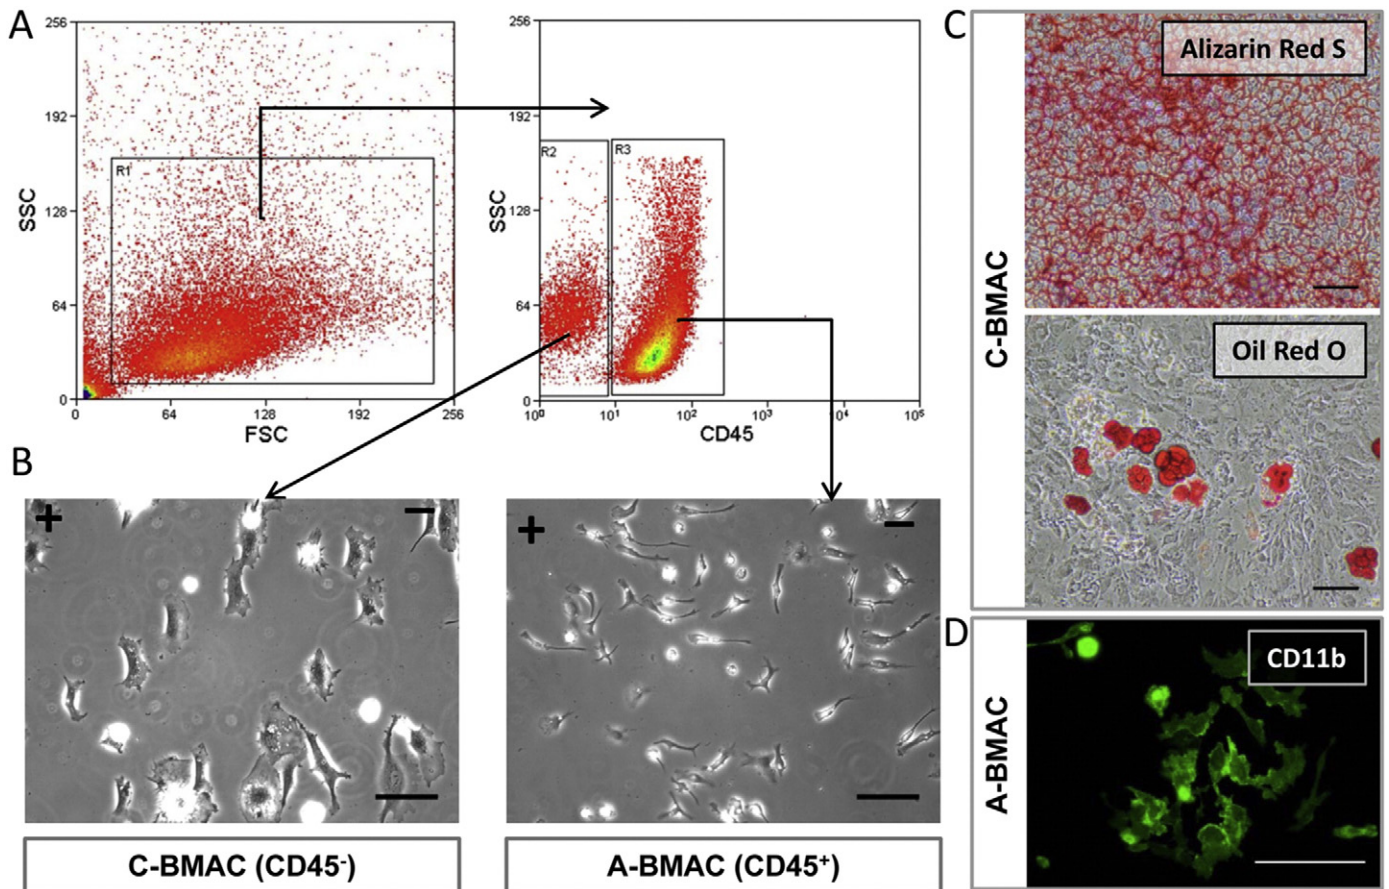 A
256
192
128
64
0
SSC
R1
0
64
128
192
256
FSC
256
192
128
64
0
SSC
R2
R3
10⁰
10¹
10²
10³
10⁴
10⁵
CD45
B
+
−
+
−
C-BMAC (CD45⁻)
A-BMAC (CD45⁺)
C
C-BMAC
Alizarin Red S
Oil Red O
D
A-BMAC
CD11b